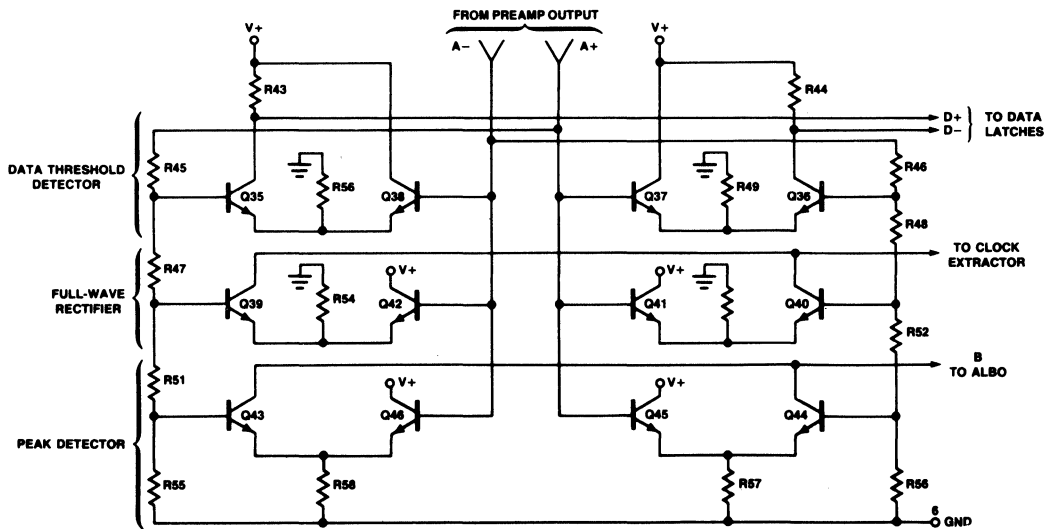 FROM PREAMP OUTPUT
V+
A−
A+
V+
R43
R44
D+
D−
TO DATA
LATCHES
DATA THRESHOLD
DETECTOR
R45
R46
Q35
R56
Q38
Q37
R49
Q36
R48
TO CLOCK
EXTRACTOR
FULL-WAVE
RECTIFIER
R47
V+
V+
Q39
R54
Q42
Q41
Q40
R52
B
TO ALBO
PEAK DETECTOR
R51
V+
V+
Q43
Q46
Q45
Q44
R55
R58
R57
R56
6
GND